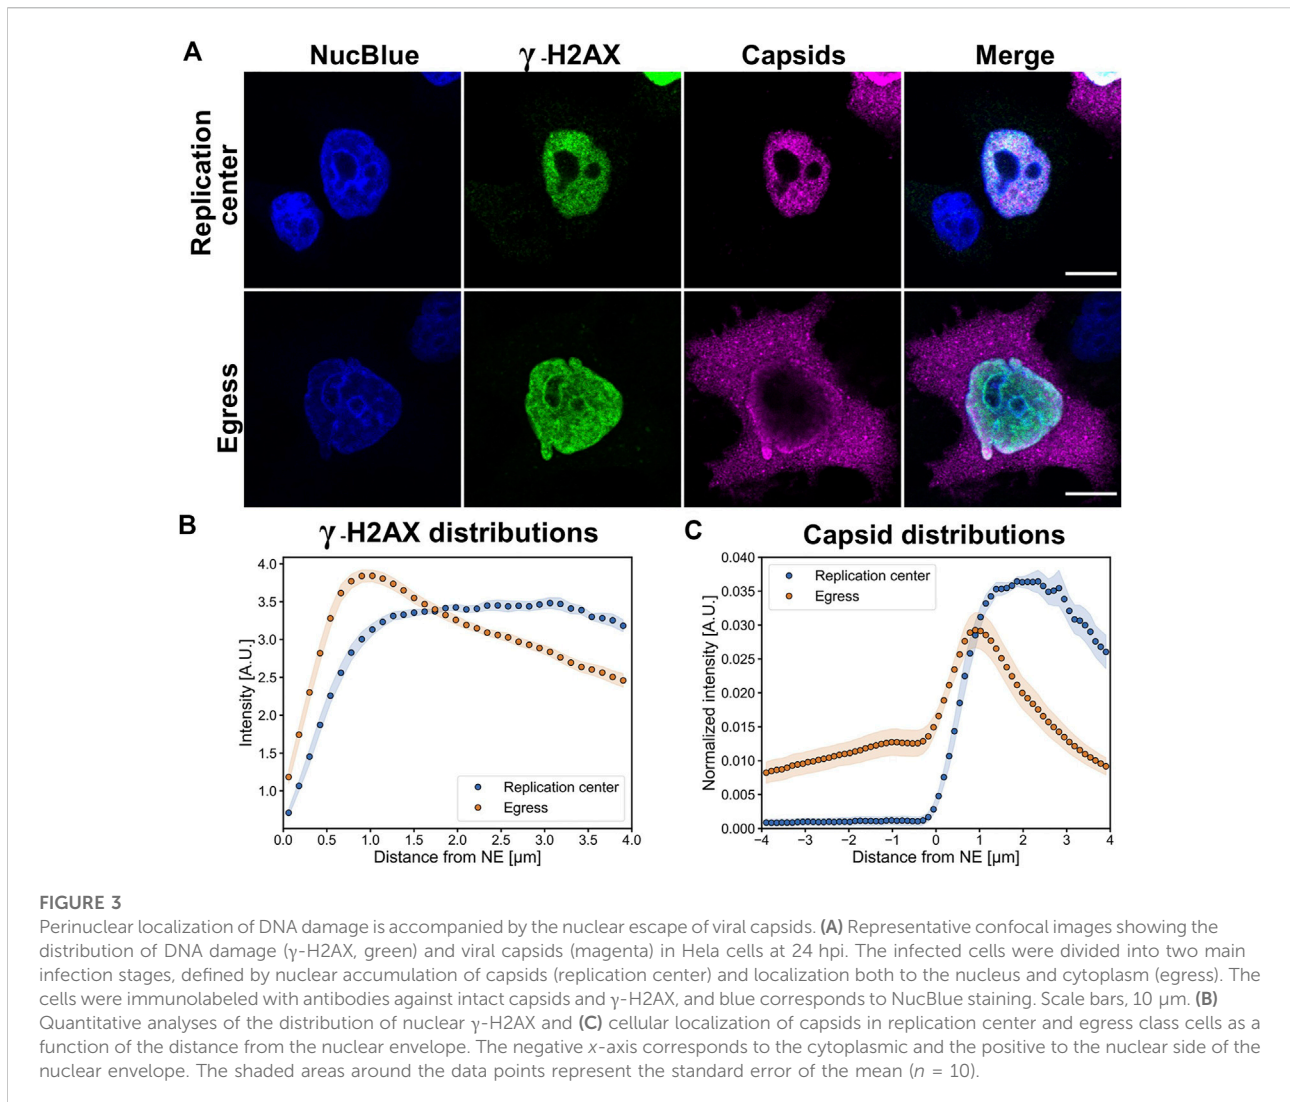 A
NucBlue
γ-H2AX
Capsids
Merge
Replication
center
Egress
B
γ-H2AX distributions
4.0
3.5
3.0
2.5
2.0
1.5
1.0
Intensity [A.U.]
Replication center
Egress
0.0 0.5 1.0 1.5 2.0 2.5 3.0 3.5 4.0
Distance from NE [µm]
C
Capsid distributions
0.040
0.035
0.030
0.025
0.020
0.015
0.010
0.005
0.000
Normalized intensity [A.U.]
Replication center
Egress
−4 −3 −2 −1 0 1 2 3 4
Distance from NE [µm]
FIGURE 3
Perinuclear localization of DNA damage is accompanied by the nuclear escape of viral capsids. (A) Representative confocal images showing the
distribution of DNA damage (γ-H2AX, green) and viral capsids (magenta) in Hela cells at 24 hpi. The infected cells were divided into two main
infection stages, defined by nuclear accumulation of capsids (replication center) and localization both to the nucleus and cytoplasm (egress). The
cells were immunolabeled with antibodies against intact capsids and γ-H2AX, and blue corresponds to NucBlue staining. Scale bars, 10 µm. (B)
Quantitative analyses of the distribution of nuclear γ-H2AX and (C) cellular localization of capsids in replication center and egress class cells as a
function of the distance from the nuclear envelope. The negative x-axis corresponds to the cytoplasmic and the positive to the nuclear side of the
nuclear envelope. The shaded areas around the data points represent the standard error of the mean (n = 10).